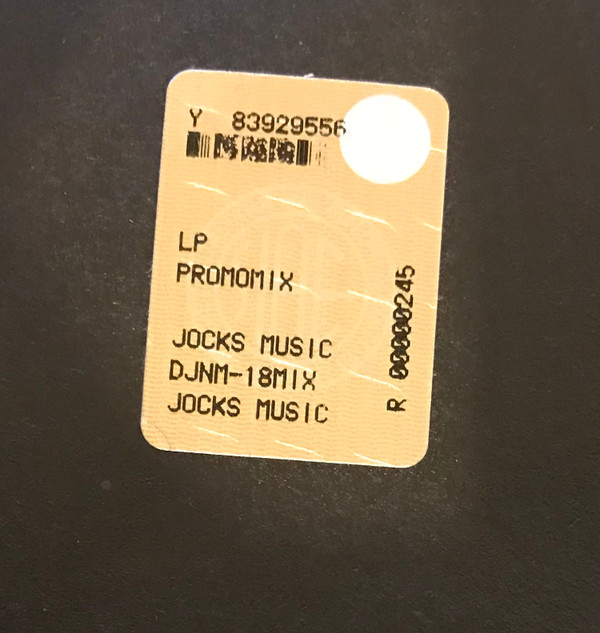 Y 83929556
LP
PROMOMIX
JOCKS MUSIC
DJNM-18MIX
JOCKS MUSIC
R 00000245